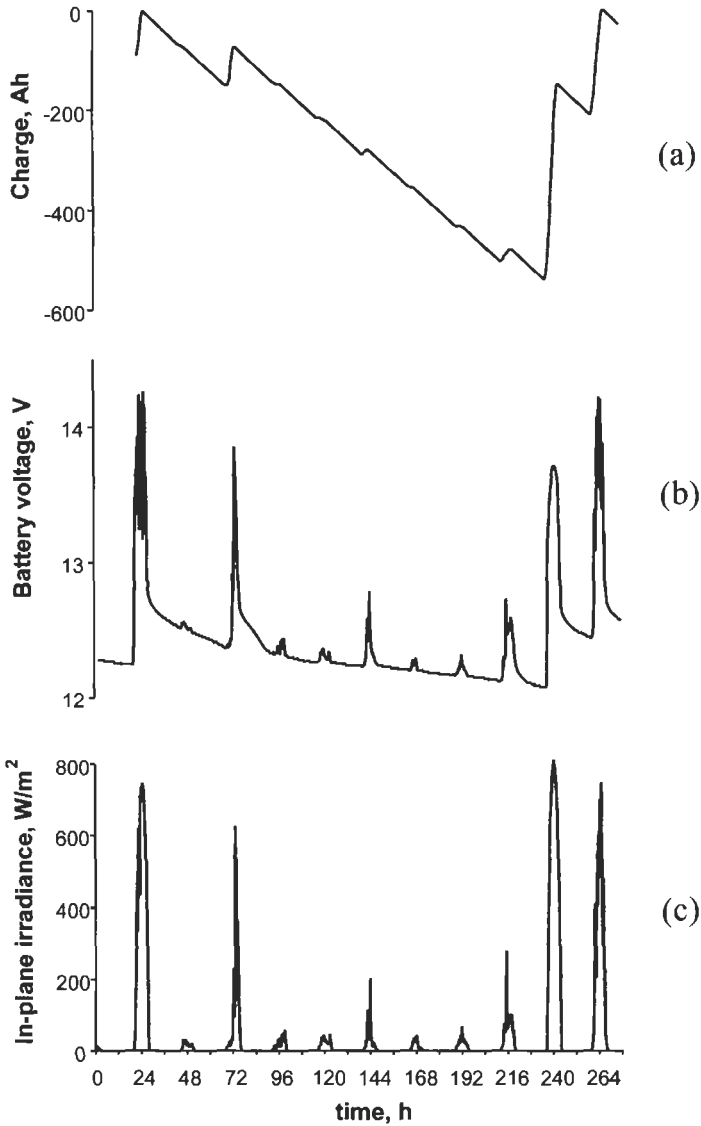 0
-200
-400
-600
Charge, Ah
(a)
14
13
12
Battery voltage, V
(b)
800
600
400
200
0
In-plane irradiance, W/m²
(c)
0 24 48 72 96 120 144 168 192 216 240 264
time, h